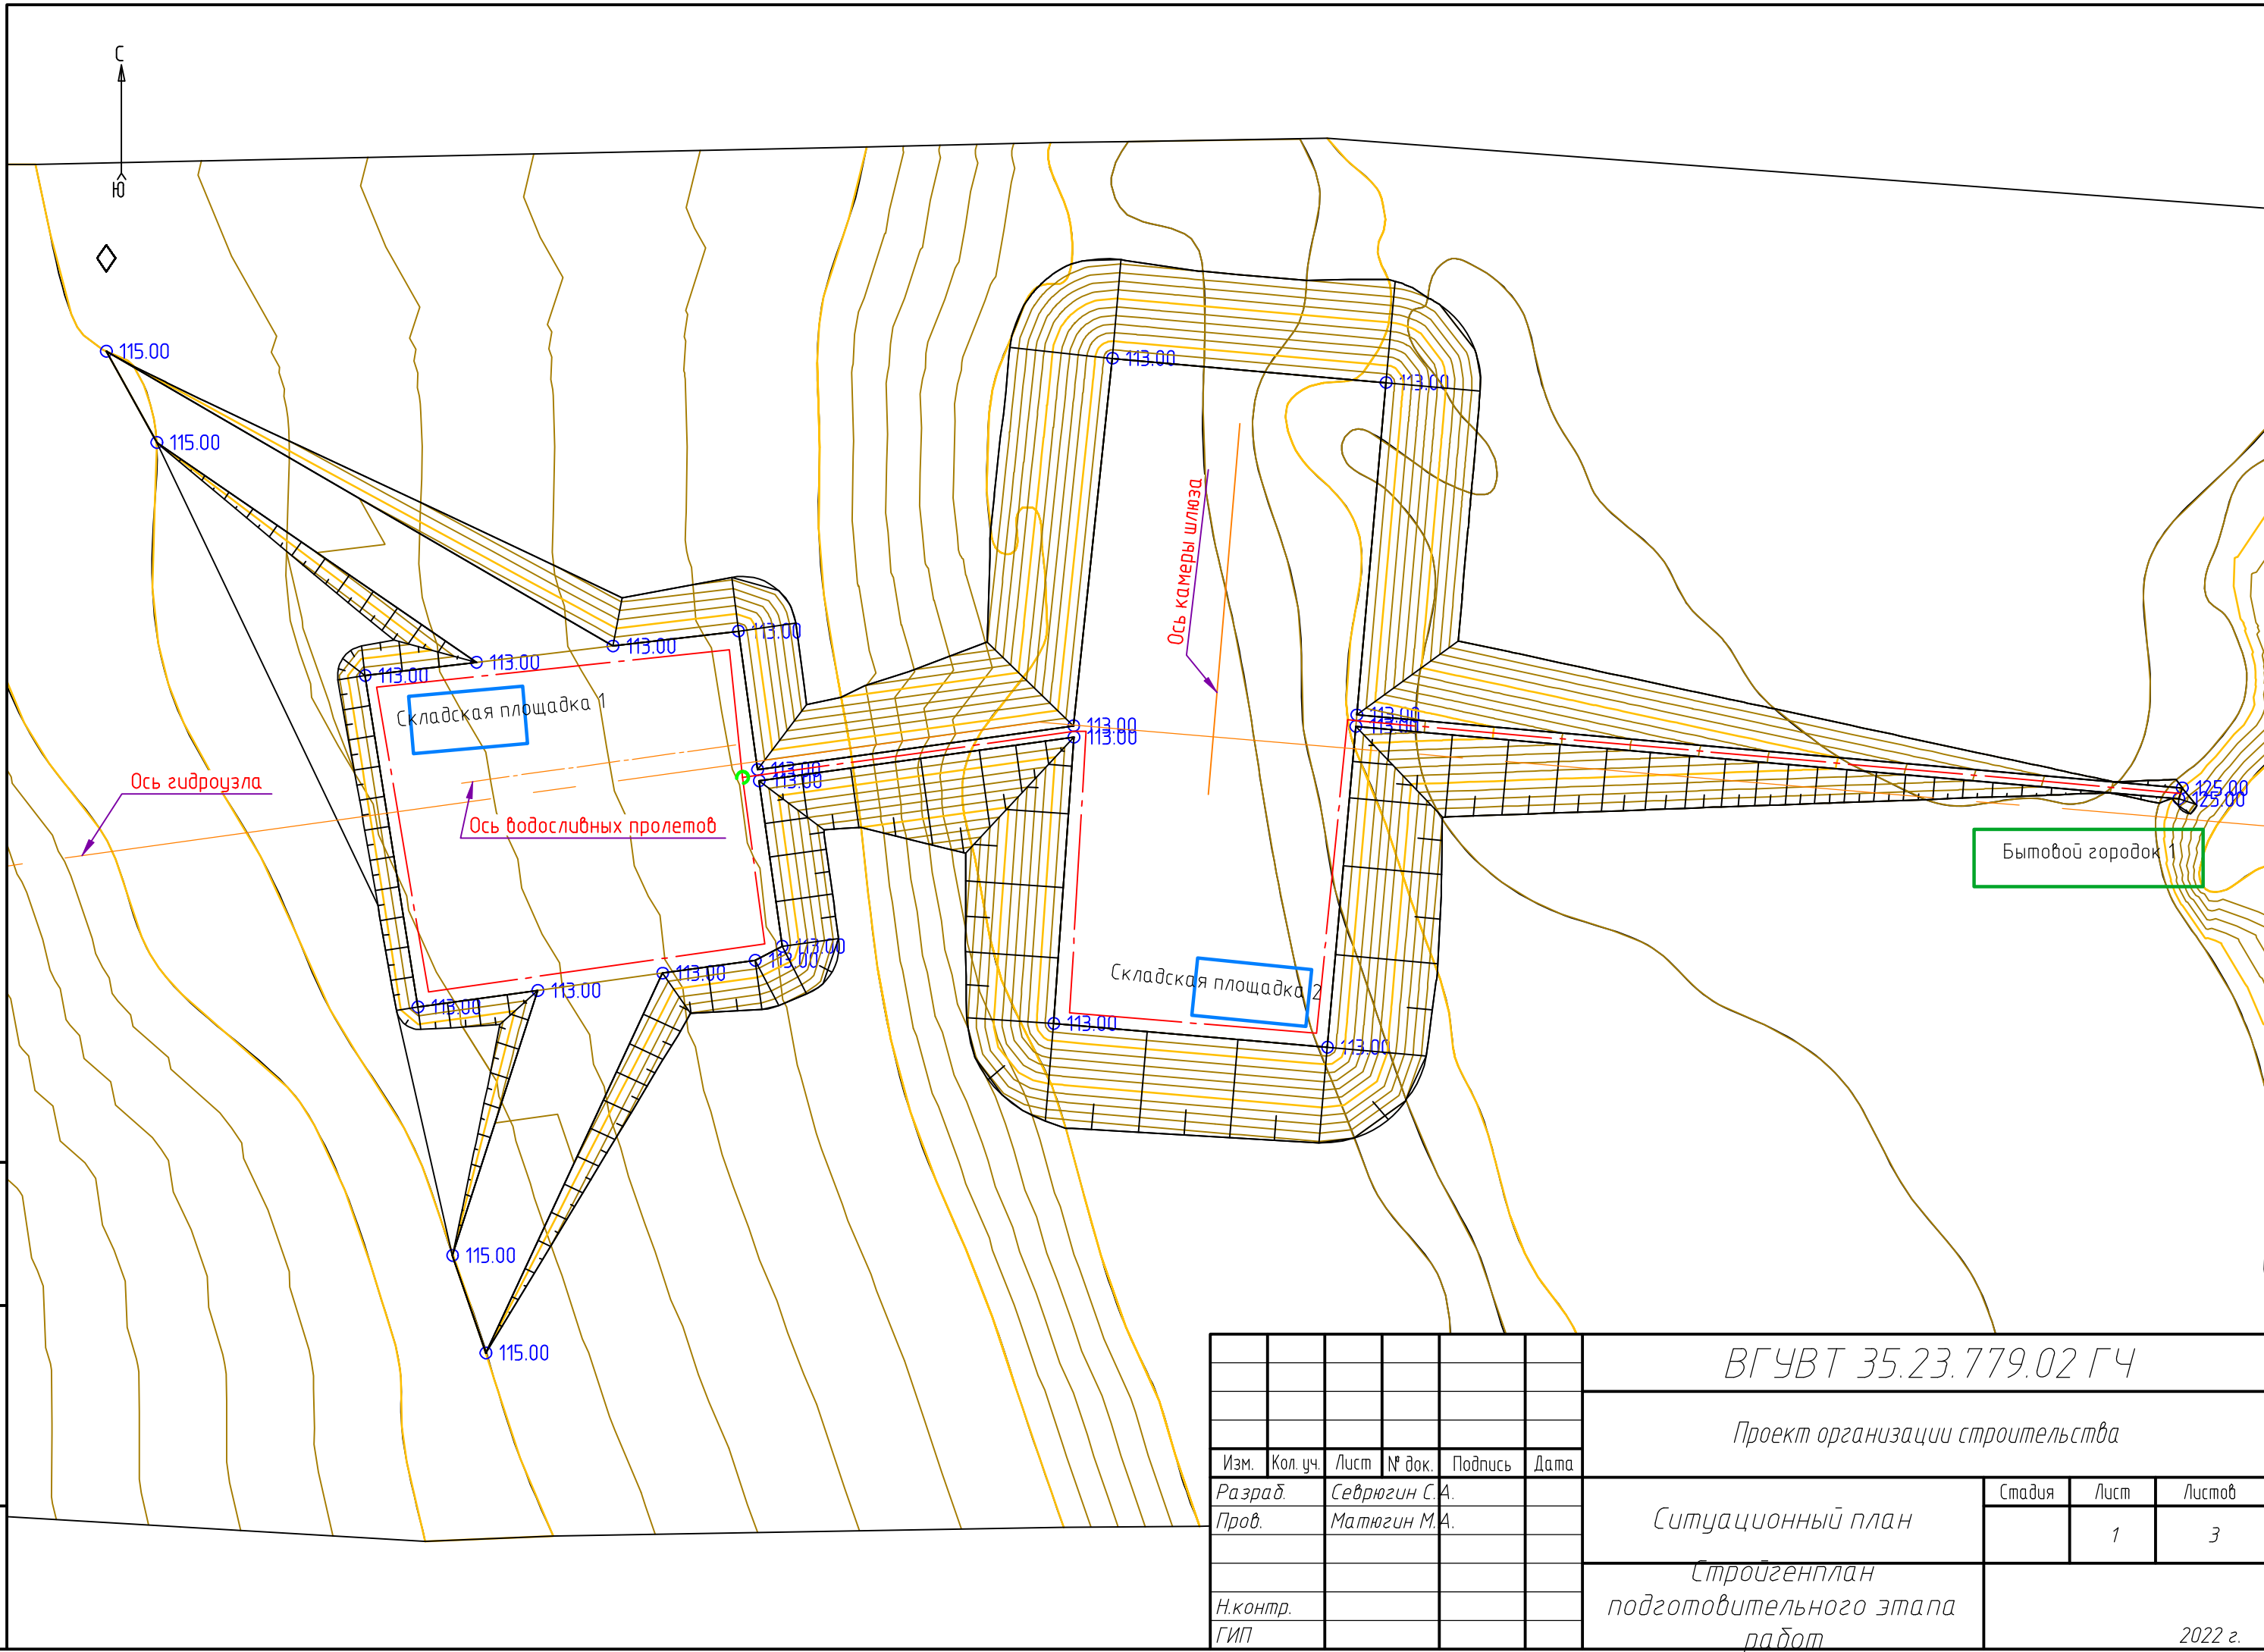 С
Ю
115.00
115.00
113.00
113.00
113.00
113.00
113.00
113.00
Складская площадка 1
Ось камеры шлюза
113.00
113.00
113.00
113.00
113.00
113.00
125.00
125.00
Ось гидроузла
Ось водосливных пролетов
Бытовой городок 1
113.00
113.00
113.00
113.00
113.00
Складская площадка 2
113.00
113.00
115.00
115.00
ВГУВТ 35.23.779.02 ГЧ
Проект организации строительства
Изм. Кол. уч. Лист № док. Подпись Дата
Разраб. Севрюгин С.А.
Пров. Матюгин М.А.
Н.контр.
ГИП
Ситуационный план
Стадия Лист Листов
1 3
Стройгенплан
подготовительного этапа
работ
2022 г.